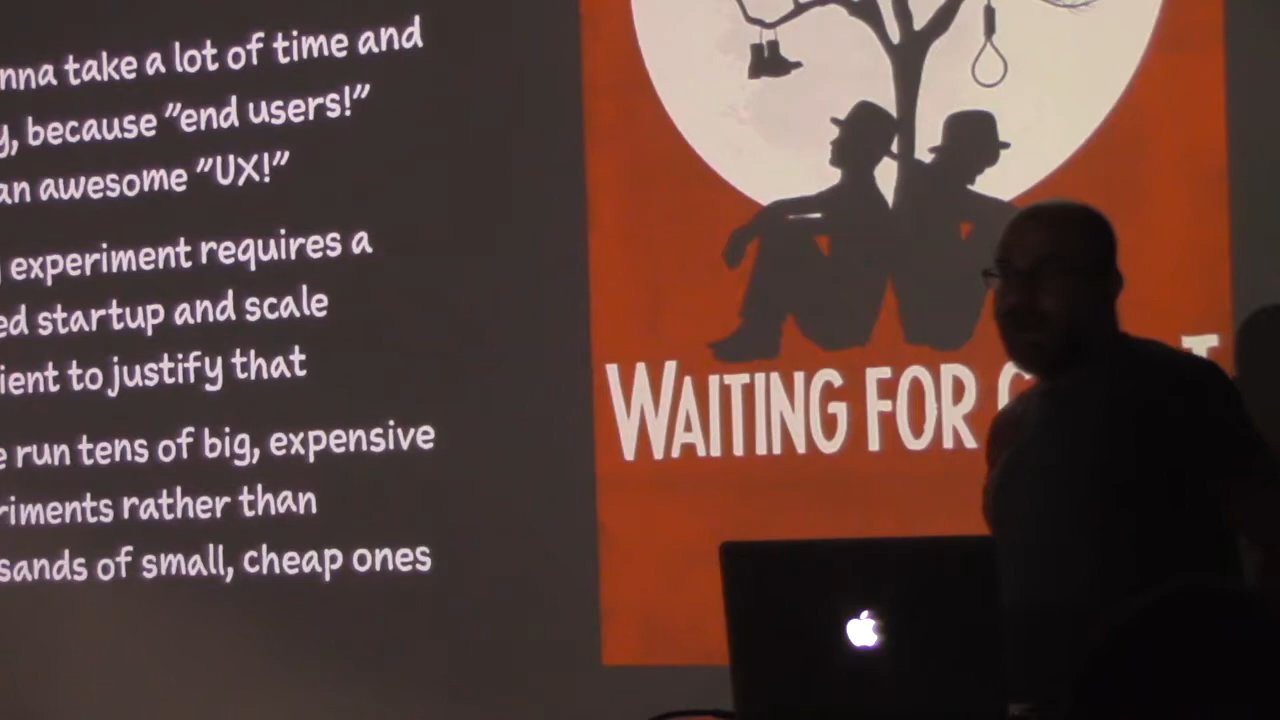 nna take a lot of time and
y, because "end users!"
an awesome "UX!"
experiment requires a
ed startup and scale
ient to justify that
e run tens of big, expensive
riments rather than
sands of small, cheap ones
WAITING FOR G T